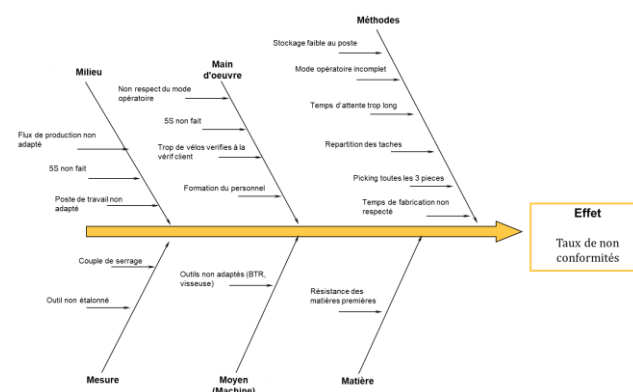 Méthodes
Stockage faible au poste
Mode opératoire incomplet
Temps d'attente trop long
Repartition des taches
Picking toutes les 3 pieces
Temps de fabrication non
respecté
Main
d'oeuvre
Non respect du mode
opératoire
5S non fait
Trop de vélos verifies à la
vérif client
Formation du personnel
Milieu
Flux de production non
adapté
5S non fait
Poste de travail non
adapté
Effet
Taux de non
conformités
Couple de serrage
Outil non étalonné
Mesure
Outils non adaptés (BTR,
visseuse)
Moyen
(Machine)
Résistance des
matières premières
Matière